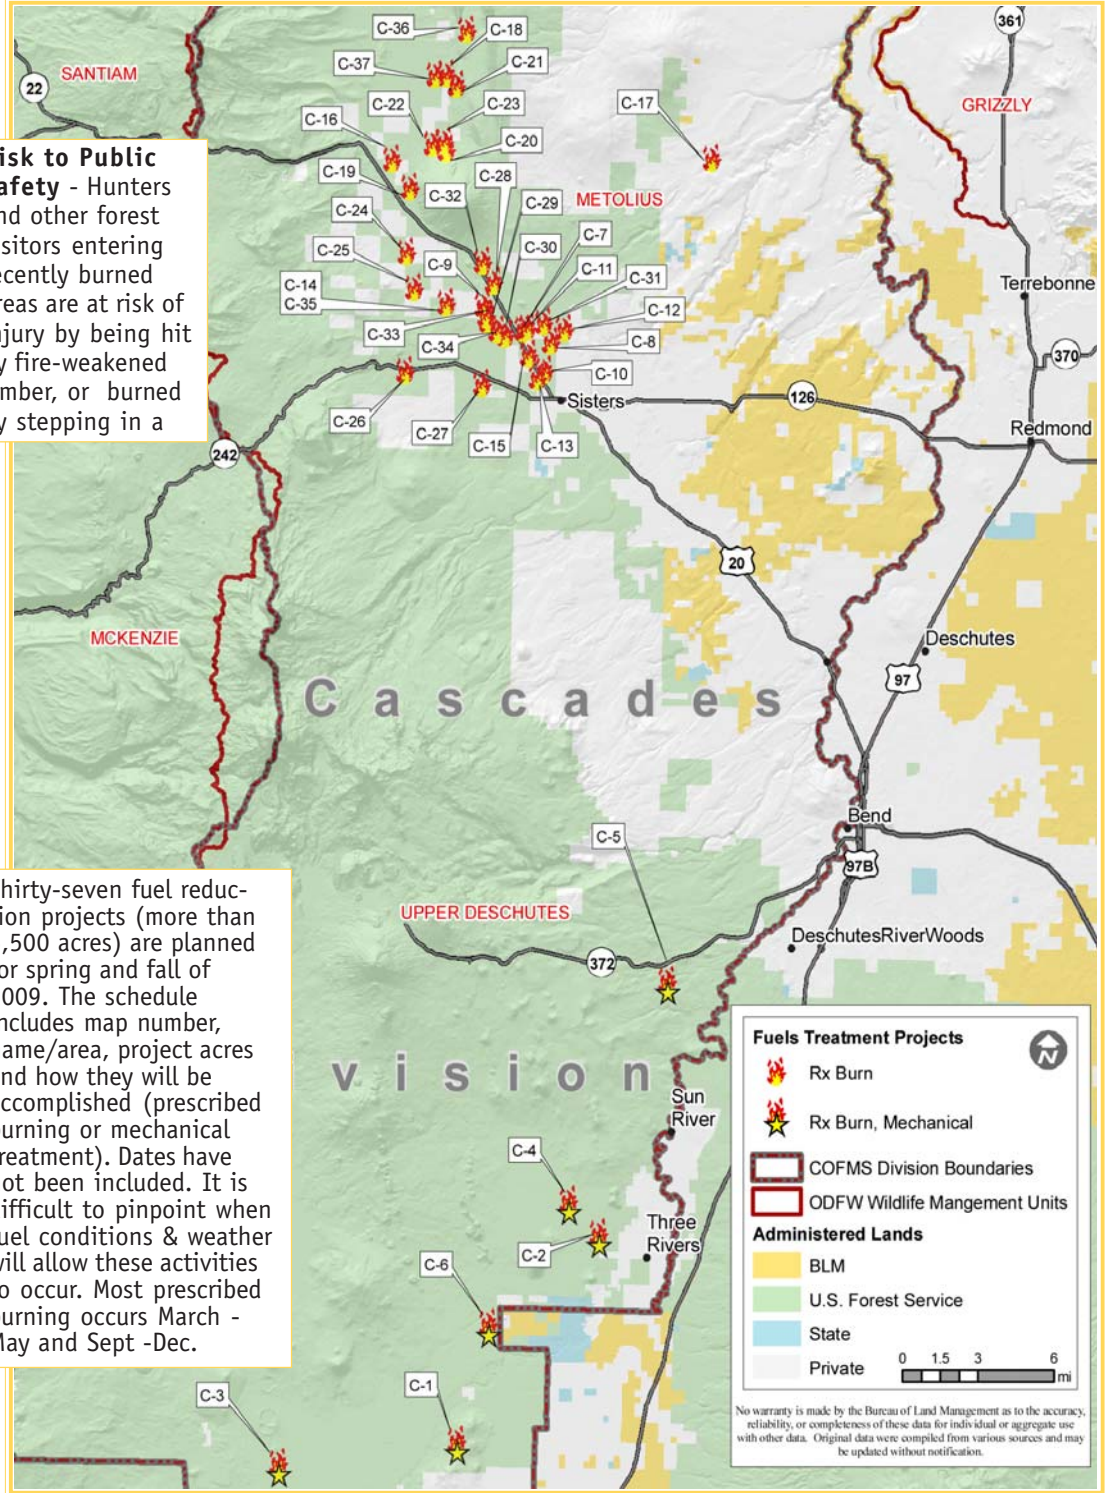 C-36
C-18
361
SANTIAM
C-37
C-21
22
GRIZZLY
C-22
C-23
C-17
C-16
C-20
isk to Public
afety - Hunters
nd other forest
isitors entering
ecently burned
reas are at risk of
njury by being hit
y fire-weakened
mber, or burned
y stepping in a
C-19
C-28
C-32
C-29
METOLIUS
C-24
C-30
C-7
C-25
C-9
C-11
C-31
C-14
C-35
Terrebonne
C-12
C-33
C-34
C-8
370
C-10
126
Sisters
C-26
C-27
C-15
C-13
Redmond
242
20
MCKENZIE
Deschutes
97
Cascades
Bend
C-5
97B
hirty-seven fuel reduc-
ion projects (more than
,500 acres) are planned
or spring and fall of
009. The schedule
ncludes map number,
ame/area, project acres
nd how they will be
ccomplished (prescribed
urning or mechanical
reatment). Dates have
ot been included. It is
ifficult to pinpoint when
uel conditions & weather
will allow these activities
o occur. Most prescribed
urning occurs March -
May and Sept -Dec.
UPPER DESCHUTES
DeschutesRiverWoods
372
vision
Sun
River
C-4
Three
Rivers
C-2
C-6
C-1
C-3
Fuels Treatment Projects
N
Rx Burn
Rx Burn, Mechanical
COFMS Division Boundaries
ODFW Wildlife Mangement Units
Administered Lands
BLM
U.S. Forest Service
State
Private
0 1.5 3 6
mi
No warranty is made by the Bureau of Land Management as to the accuracy,
reliability, or completeness of these data for individual or aggregate use
with other data. Original data were compiled from various sources and may
be updated without notification.